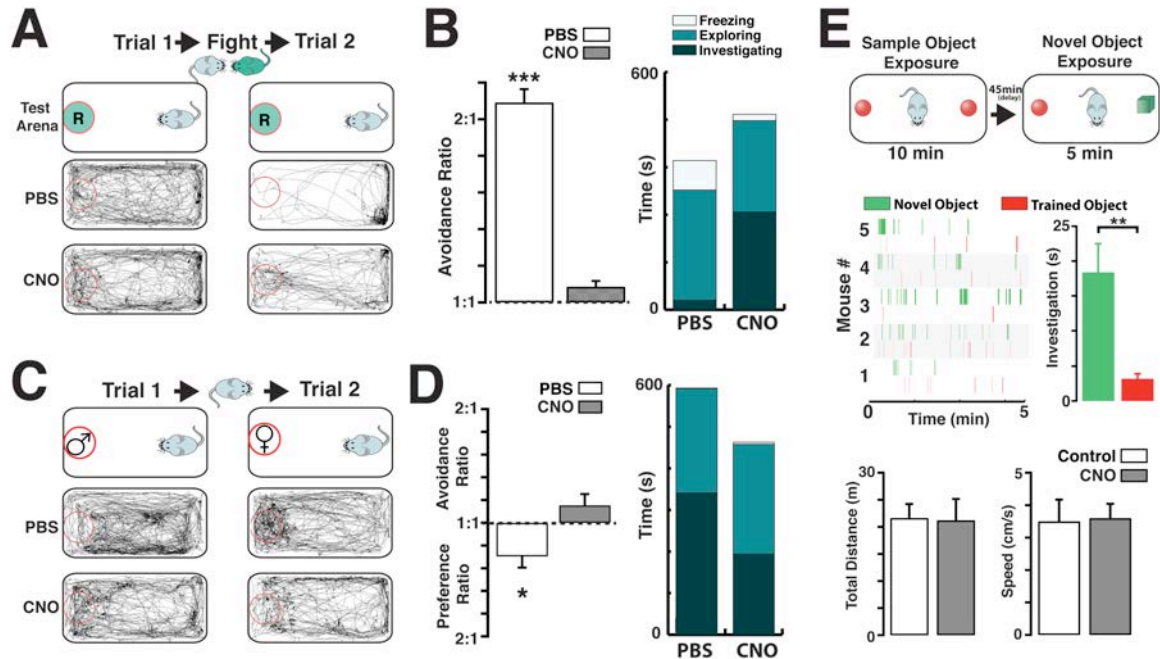 A
Trial 1 Fight Trial 2
Test
Arena
R
R
PBS
CNO
B
PBS
CNO
***
2:1
1:1
Avoidance Ratio
Freezing
Exploring
Investigating
600
0
Time (s)
PBS CNO
C
Trial 1 Trial 2
♂
♀
PBS
CNO
D
PBS
CNO
2:1
1:1
2:1
Avoidance
Ratio
Preference
Ratio
*
600
0
Time (s)
PBS CNO
E
Sample Object
Exposure
Novel Object
Exposure
45min
(delay)
10 min
5 min
Novel Object
Trained Object
Mouse #
5
4
3
2
1
0
5
Time (min)
25
0
Investigation (s)
**
Control
CNO
30
0
Total Distance (m)
5
0
Speed (cm/s)